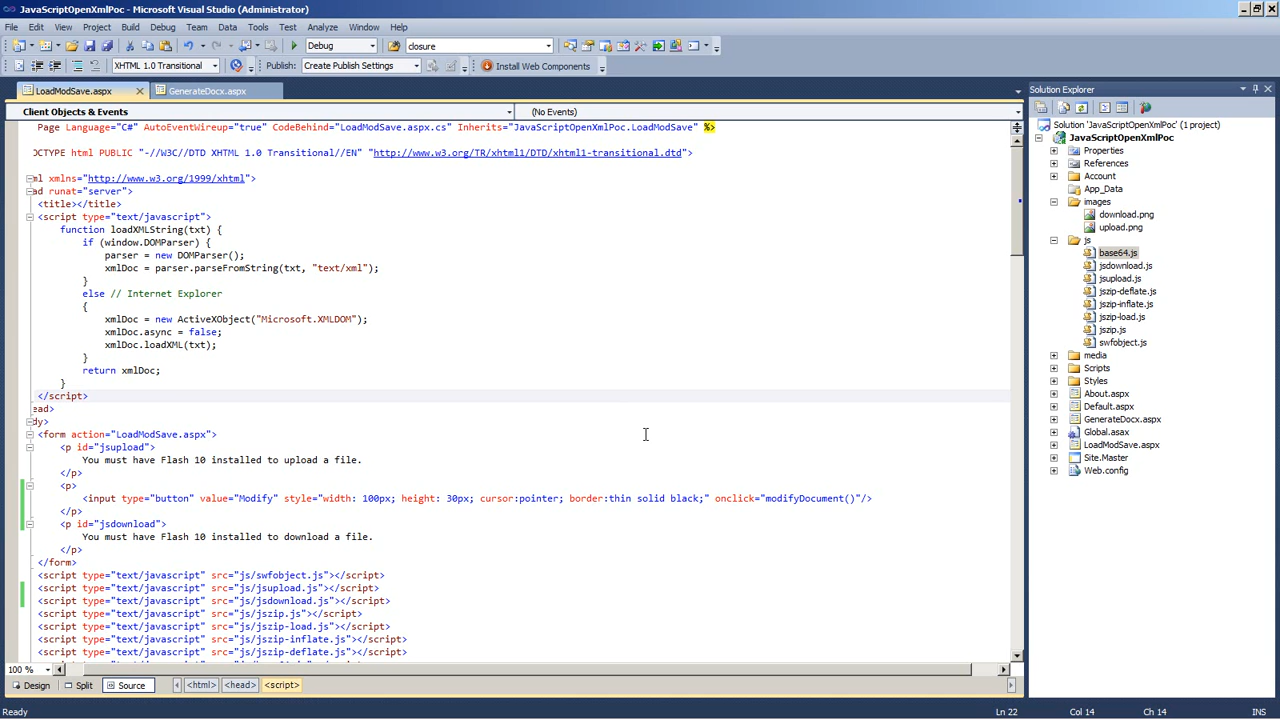 JavaScriptOpenXmlPoc - Microsoft Visual Studio (Administrator)
File Edit View Project Build Debug Team Data Tools Test Analyze Window Help
Debug closure
XHTML 1.0 Transitional Publish: Create Publish Settings Install Web Components
LoadModSave.aspx GenerateDocx.aspx
Client Objects & Events (No Events)
Page Language="C#" AutoEventWireup="true" CodeBehind="LoadModSave.aspx.cs" Inherits="JavaScriptOpenXmlPoc.LoadModSave" %>
OCTYPE html PUBLIC "-//W3C//DTD XHTML 1.0 Transitional//EN" "http://www.w3.org/TR/xhtml1/DTD/xhtml1-transitional.dtd">
ml xmlns="http://www.w3.org/1999/xhtml">
ad runat="server">
<title></title>
<script type="text/javascript">
function loadXMLString(txt) {
if (window.DOMParser) {
parser = new DOMParser();
xmlDoc = parser.parseFromString(txt, "text/xml");
}
else // Internet Explorer
{
xmlDoc = new ActiveXObject("Microsoft.XMLDOM");
xmlDoc.async = false;
xmlDoc.loadXML(txt);
}
return xmlDoc;
}
</script>
ead>
dy>
<form action="LoadModSave.aspx">
<p id="jsupload">
You must have Flash 10 installed to upload a file.
</p>
<p>
<input type="button" value="Modify" style="width: 100px; height: 30px; cursor:pointer; border:thin solid black;" onclick="modifyDocument()"/>
</p>
<p id="jsdownload">
You must have Flash 10 installed to download a file.
</p>
</form>
<script type="text/javascript" src="js/swfobject.js"></script>
<script type="text/javascript" src="js/jsupload.js"></script>
<script type="text/javascript" src="js/jsdownload.js"></script>
<script type="text/javascript" src="js/jszip.js"></script>
<script type="text/javascript" src="js/jszip-load.js"></script>
<script type="text/javascript" src="js/jszip-inflate.js"></script>
<script type="text/javascript" src="js/jszip-deflate.js"></script>
100 %
Design Split Source <html> <head> <script>
Ready Ln 22 Col 14 Ch 14 INS
Solution Explorer
Solution 'JavaScriptOpenXmlPoc' (1 project)
JavaScriptOpenXmlPoc
Properties
References
Account
App_Data
images
download.png
upload.png
js
base64.js
jsdownload.js
jsupload.js
jszip-deflate.js
jszip-inflate.js
jszip-load.js
jszip.js
swfobject.js
media
Scripts
Styles
About.aspx
Default.aspx
GenerateDocx.aspx
Global.asax
LoadModSave.aspx
Site.Master
Web.config